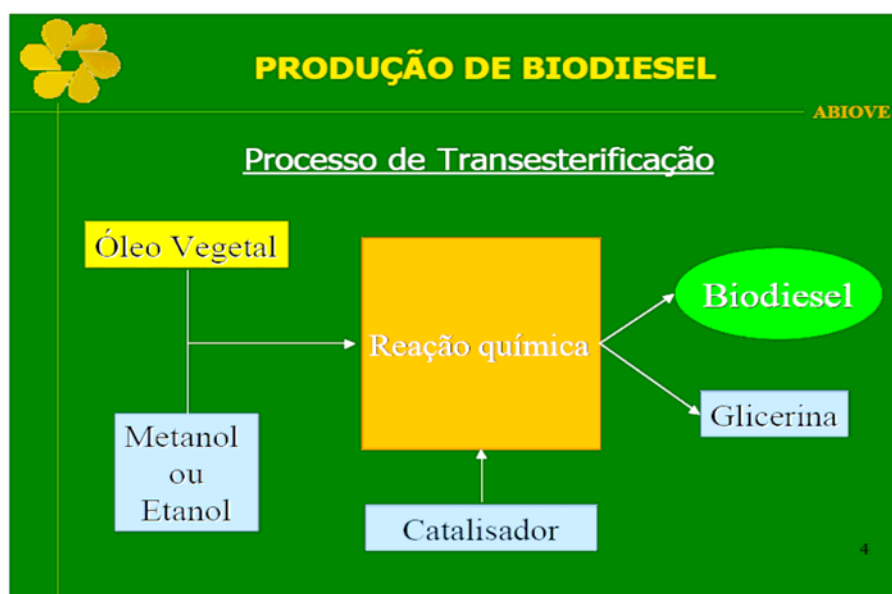 PRODUÇÃO DE BIODIESEL
ABIOVE
Processo de Transesterificação
Óleo Vegetal
Biodiesel
Reação química
Glicerina
Metanol
ou
Etanol
Catalisador
4